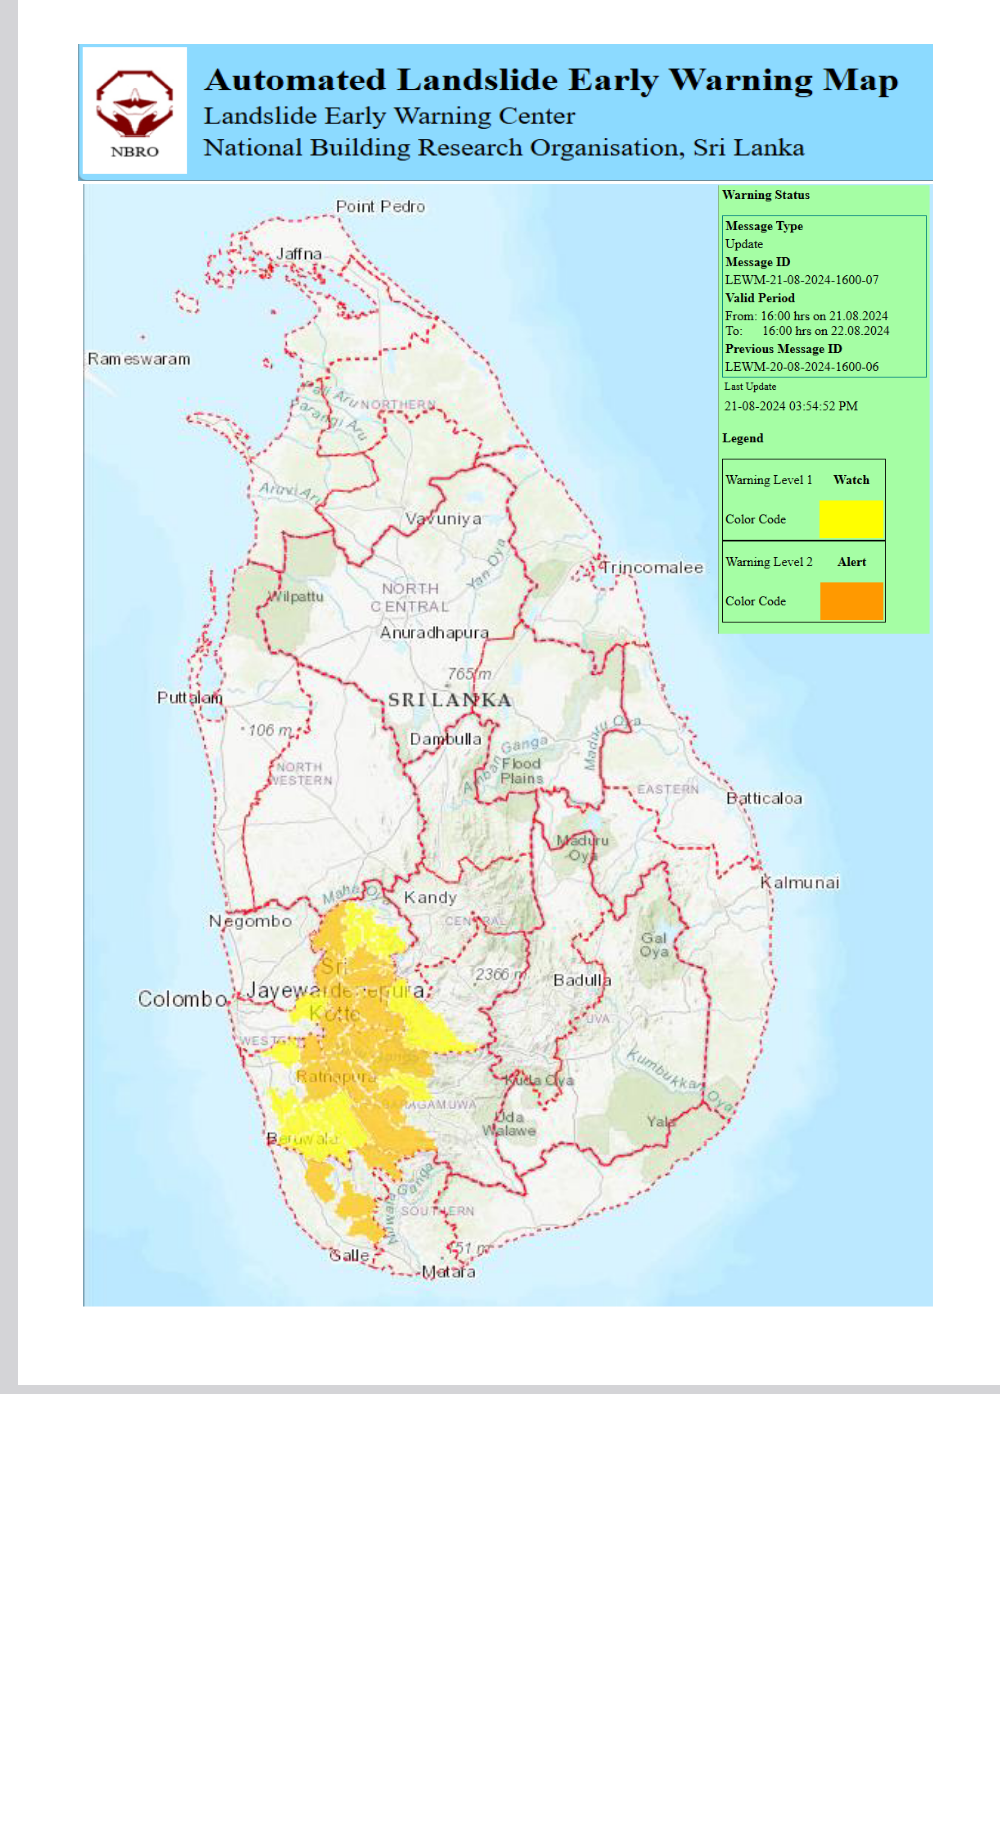 Automated Landslide Early Warning Map
Landslide Early Warning Center
National Building Research Organisation, Sri Lanka
NBRO
Warning Status
Message Type
Update
Message ID
LEWM-21-08-2024-1600-07
Valid Period
From: 16:00 hrs on 21.08.2024
To: 16:00 hrs on 22.08.2024
Previous Message ID
LEWM-20-08-2024-1600-06
Last Update
21-08-2024 03:54:52 PM
Legend
Warning Level 1 Watch
Color Code
Warning Level 2 Alert
Color Code
Point Pedro
Jaffna
Rameswaram
Pali Aru
NORTHERN
Parangi Aru
Aruvi Aru
Vavuniya
Yan Oya
Trincomalee
Wilpattu
NORTH
CENTRAL
Anuradhapura
765 m
Puttalam
SRI LANKA
106 m
Dambulla
Maduru Oya
Amban Ganga
Flood
Plains
NORTH
WESTERN
EASTERN
Batticaloa
Maduru
Oya
Kalmunai
Maha Oya
Kandy
Negombo
CENTRAL
Gal
Oya
Sri
Jayewardenepura
Kotte
2366 m
Badulla
Colombo
UVA
WESTERN
Ratnapura
Kuda Oya
Kumbukkan Oya
SABARAGAMUWA
Uda
Walawe
Yala
Beruwala
Nilwala Ganga
SOUTHERN
Galle
51 m
Matara